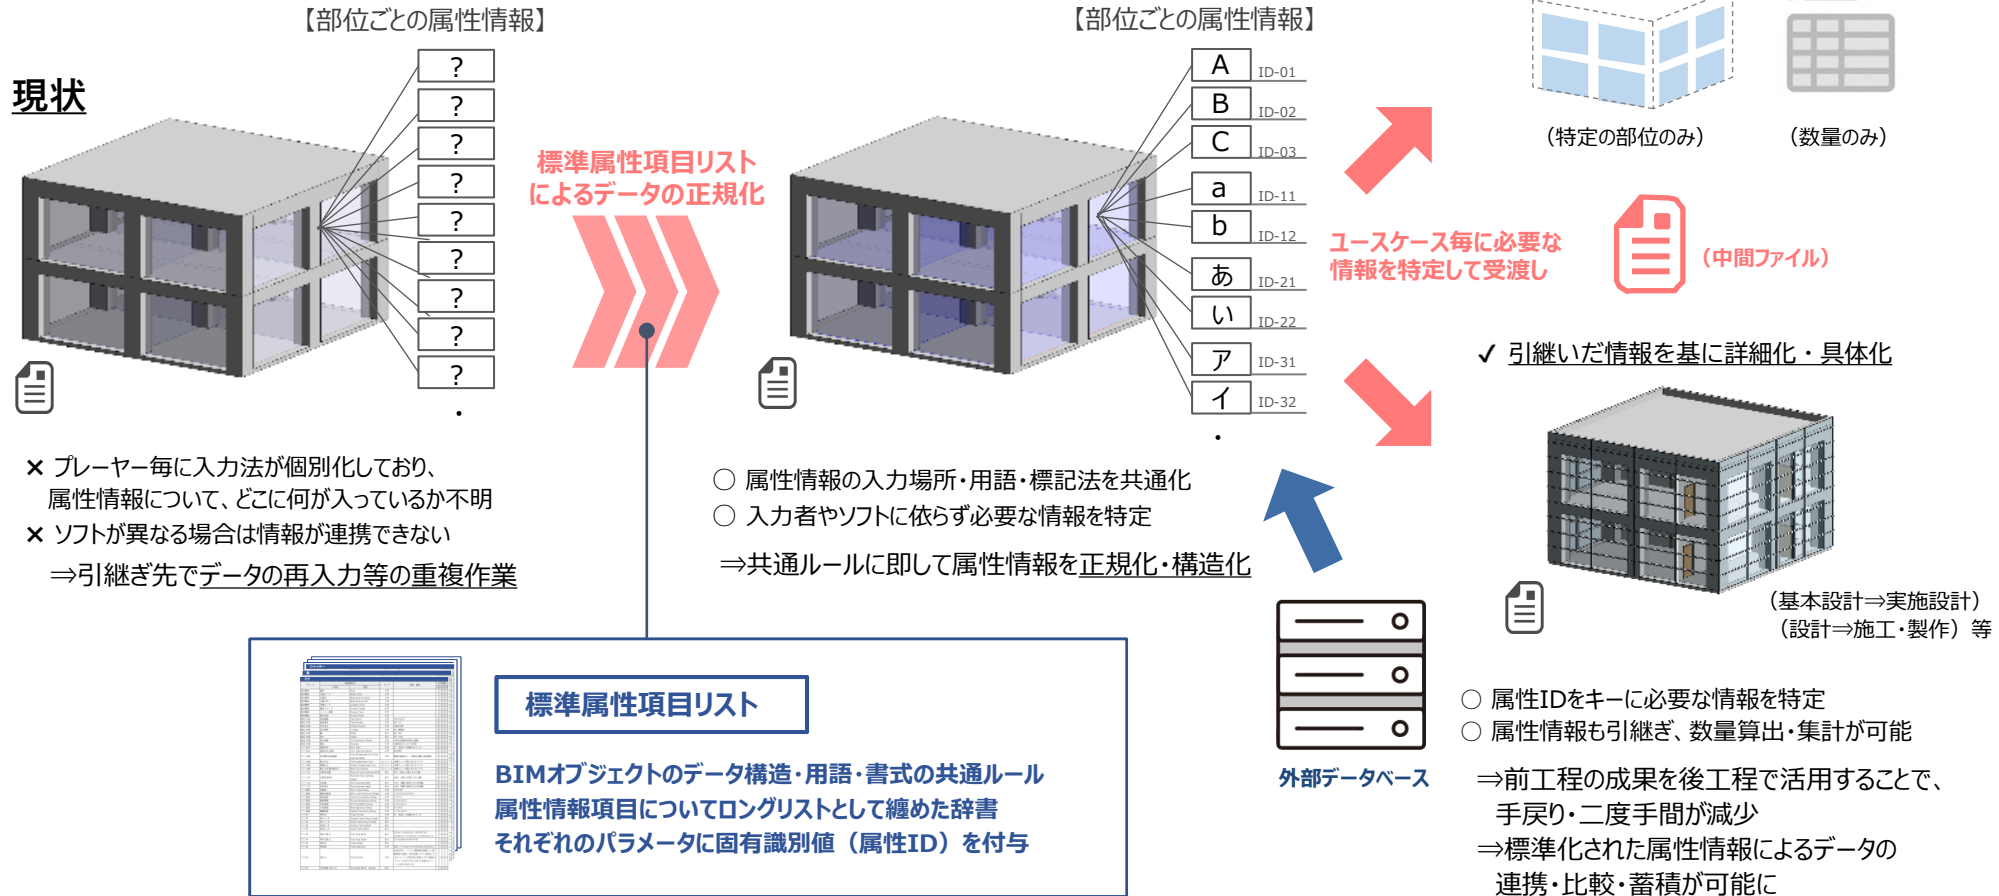 【部位ごとの属性情報】
現状
?
?
?
?
?
?
?
?
?
.
標準属性項目リスト
によるデータの正規化
× プレーヤー毎に入力法が個別化しており、
属性情報について、どこに何が入っているか不明
× ソフトが異なる場合は情報が連携できない
⇒引継ぎ先でデータの再入力等の重複作業
【部位ごとの属性情報】
A ID-01
B ID-02
C ID-03
a ID-11
b ID-12
あ ID-21
い ID-22
ア ID-31
イ ID-32
.
○ 属性情報の入力場所・用語・標記法を共通化
○ 入力者やソフトに依らず必要な情報を特定
⇒共通ルールに即して属性情報を正規化・構造化
標準属性項目リスト
BIMオブジェクトのデータ構造・用語・書式の共通ルール
属性情報項目についてロングリストとして纏めた辞書
それぞれのパラメータに固有識別値（属性ID）を付与
外部データベース
（特定の部位のみ）
（数量のみ）
ユースケース毎に必要な
情報を特定して受渡し
（中間ファイル）
✓ 引継いだ情報を基に詳細化・具体化
（基本設計⇒実施設計）
（設計⇒施工・製作）等
○ 属性IDをキーに必要な情報を特定
○ 属性情報も引継ぎ、数量算出・集計が可能
⇒前工程の成果を後工程で活用することで、
手戻り・二度手間が減少
⇒標準化された属性情報によるデータの
連携・比較・蓄積が可能に